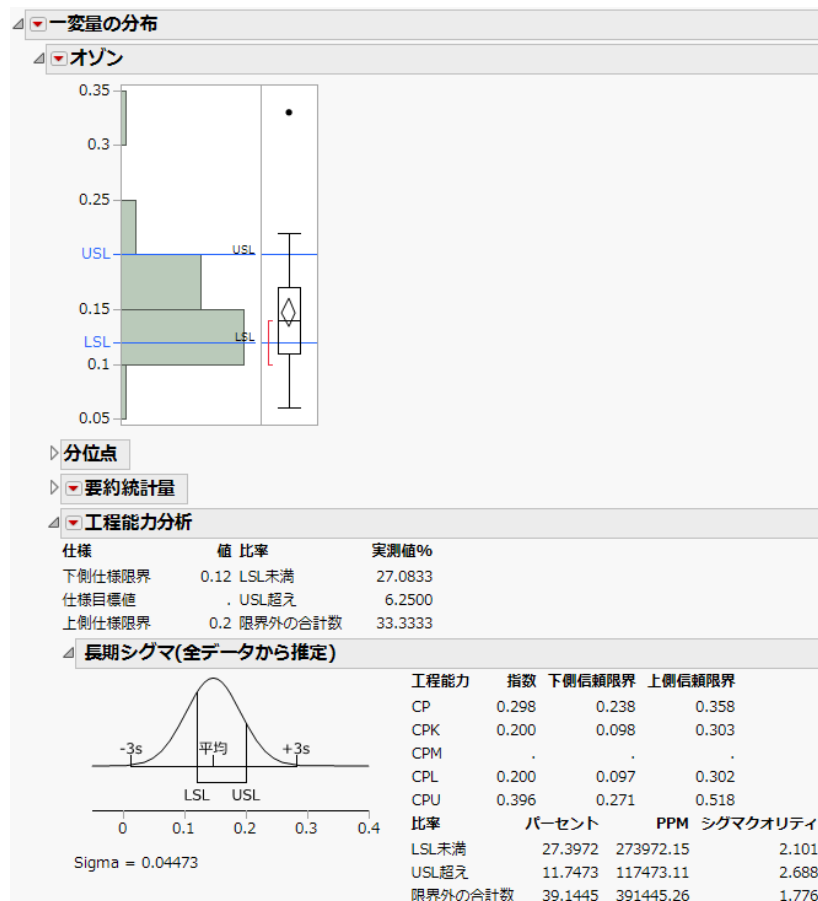 一変量の分布
オゾン
0.35
0.3
0.25
USL USL
0.15
LSL LSL
0.1
0.05
分位点
要約統計量
工程能力分析
仕様 値 比率 実測値%
下側仕様限界 0.12 LSL未満 27.0833
仕様目標値 . USL超え 6.2500
上側仕様限界 0.2 限界外の合計数 33.3333
長期シグマ(全データから推定)
-3s 平均 +3s
LSL USL
0 0.1 0.2 0.3 0.4
Sigma = 0.04473
工程能力 指数 下側信頼限界 上側信頼限界
CP 0.298 0.238 0.358
CPK 0.200 0.098 0.303
CPM . . .
CPL 0.200 0.097 0.302
CPU 0.396 0.271 0.518
比率 パーセント PPM シグマクオリティ
LSL未満 27.3972 273972.15 2.101
USL超え 11.7473 117473.11 2.688
限界外の合計数 39.1445 391445.26 1.776